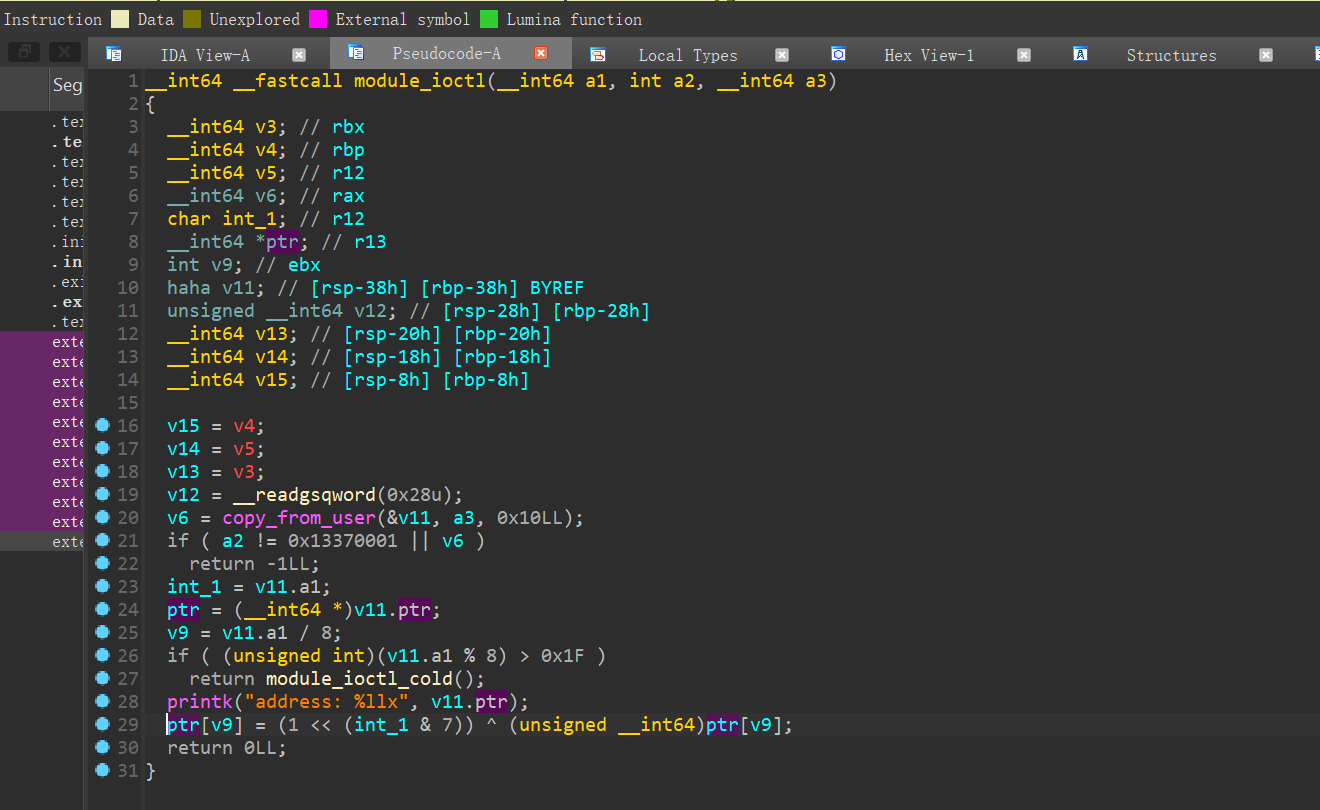 Instruction Data Unexplored External symbol Lumina function
IDA View-A Pseudocode-A Local Types Hex View-1 Structures
Seg
.tex
.te
.tex
.tex
.tex
.tex
.ini
.in
.exi
.ex
.tex
exte
exte
exte
exte
exte
exte
exte
exte
exte
exte
exte
1 __int64 __fastcall module_ioctl(__int64 a1, int a2, __int64 a3)
2 {
3 __int64 v3; // rbx
4 __int64 v4; // rbp
5 __int64 v5; // r12
6 __int64 v6; // rax
7 char int_1; // r12
8 __int64 *ptr; // r13
9 int v9; // ebx
10 haha v11; // [rsp-38h] [rbp-38h] BYREF
11 unsigned __int64 v12; // [rsp-28h] [rbp-28h]
12 __int64 v13; // [rsp-20h] [rbp-20h]
13 __int64 v14; // [rsp-18h] [rbp-18h]
14 __int64 v15; // [rsp-8h] [rbp-8h]
15
16 v15 = v4;
17 v14 = v5;
18 v13 = v3;
19 v12 = __readgsqword(0x28u);
20 v6 = copy_from_user(&v11, a3, 0x10LL);
21 if ( a2 != 0x13370001 || v6 )
22 return -1LL;
23 int_1 = v11.a1;
24 ptr = (__int64 *)v11.ptr;
25 v9 = v11.a1 / 8;
26 if ( (unsigned int)(v11.a1 % 8) > 0x1F )
27 return module_ioctl_cold();
28 printk("address: %llx", v11.ptr);
29 ptr[v9] = (1 << (int_1 & 7)) ^ (unsigned __int64)ptr[v9];
30 return 0LL;
31 }